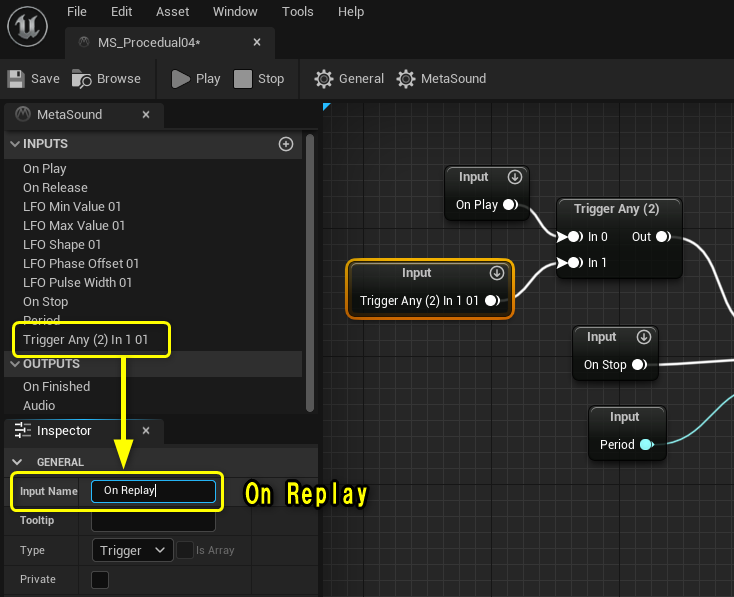 File Edit Asset Window Tools Help
MS_Procedual04*
Save Browse Play Stop General MetaSound
MetaSound
INPUTS
On Play
On Release
LFO Min Value 01
LFO Max Value 01
LFO Shape 01
LFO Phase Offset 01
LFO Pulse Width 01
On Stop
Period
Trigger Any (2) In 1 01
OUTPUTS
On Finished
Audio
Inspector
GENERAL
Input Name On Replay
Tooltip
Type Trigger Is Array
Private
On Replay
Input
On Play
Trigger Any (2)
In 0 Out
In 1
Input
Trigger Any (2) In 1 01
Input
On Stop
Input
Period